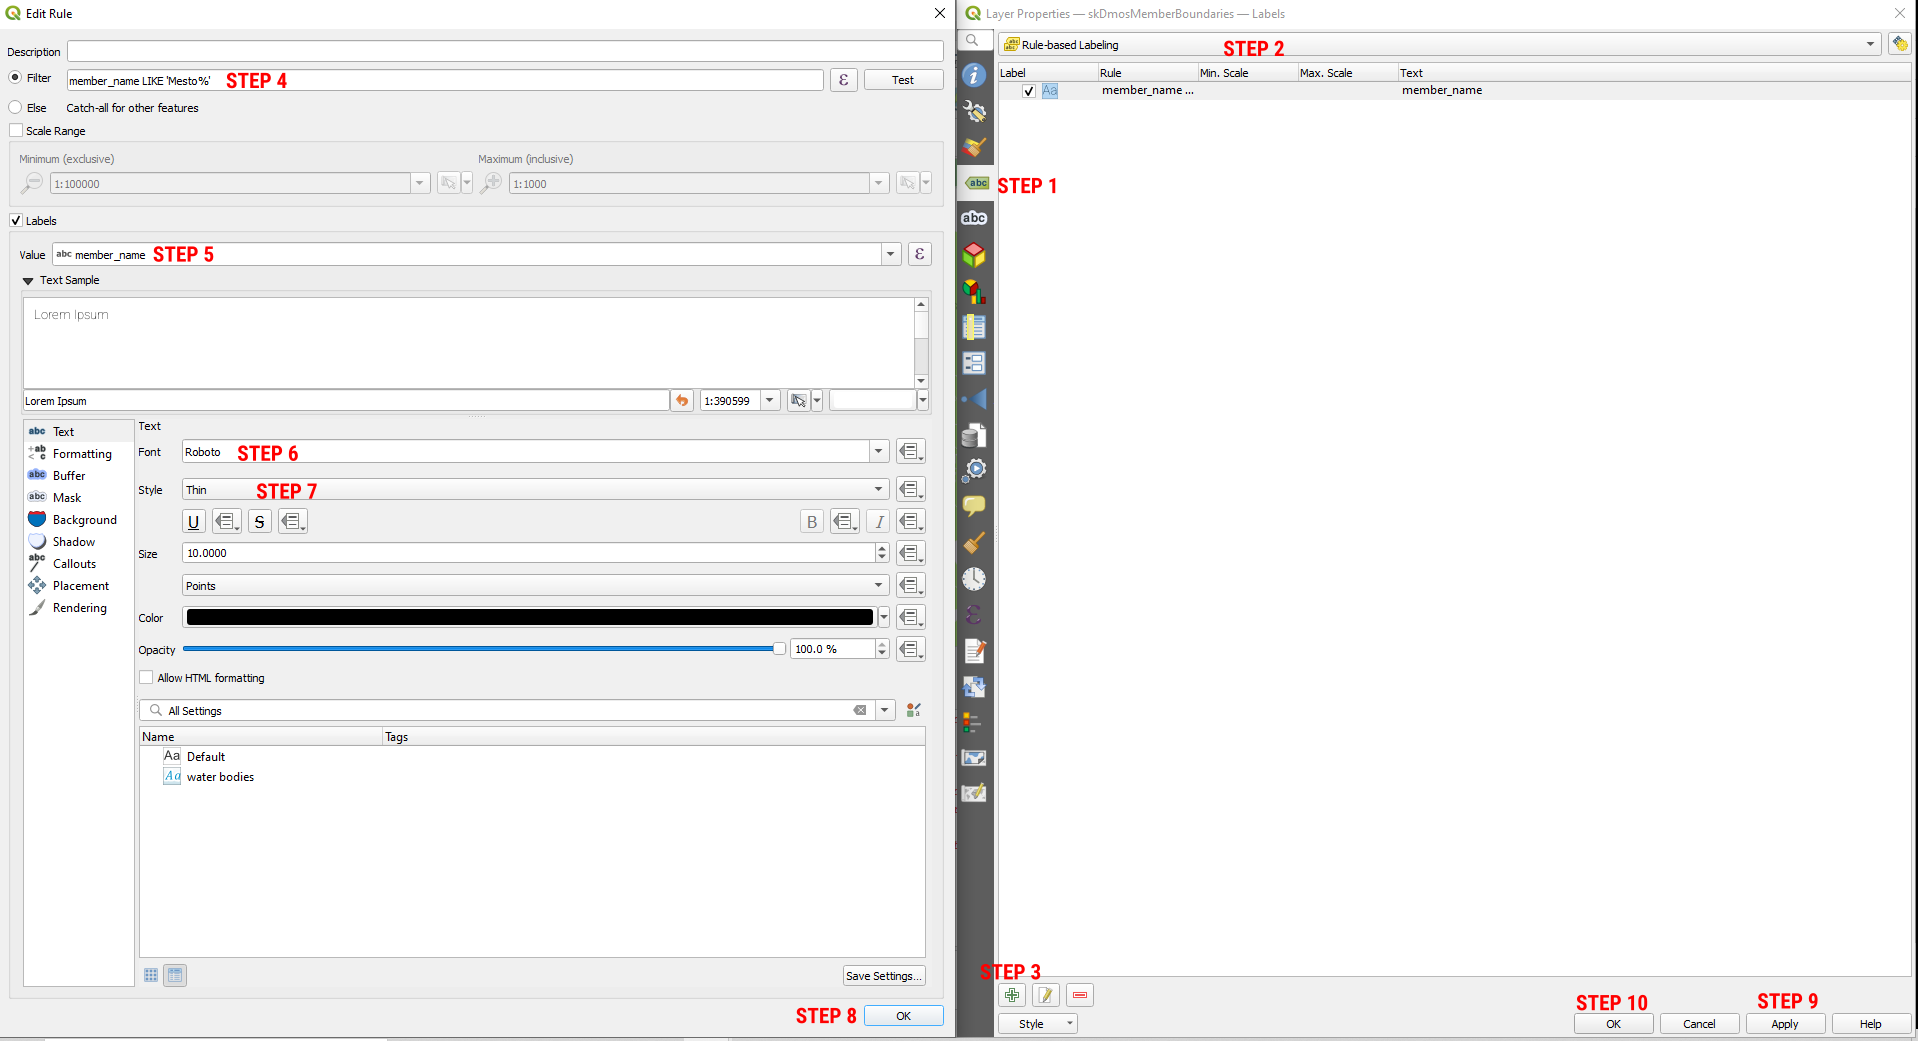 Edit Rule
Description
Filter member_name LIKE 'Mesto%' STEP 4 ε Test
Else Catch-all for other features
Scale Range
Minimum (exclusive) Maximum (inclusive)
1:100000 1:1000
Labels
Value abc member_name STEP 5 ε
Text Sample
Lorem Ipsum
Lorem Ipsum 1:390599
abc Text
Formatting
abc Buffer
abc Mask
Background
Shadow
abc Callouts
Placement
Rendering
Text
Font Roboto STEP 6
Style Thin STEP 7
U S B I
Size 10.0000
Points
Color
Opacity 100.0 %
Allow HTML formatting
All Settings
Name Tags
Aa Default
Aa water bodies
Save Settings...
STEP 8 OK
Layer Properties — skDmosMemberBoundaries — Labels
Rule-based Labeling STEP 2
Label Rule Min. Scale Max. Scale Text
Aa member_name ... member_name
abc STEP 1
abc
STEP 3
STEP 10 STEP 9
Style OK Cancel Apply Help